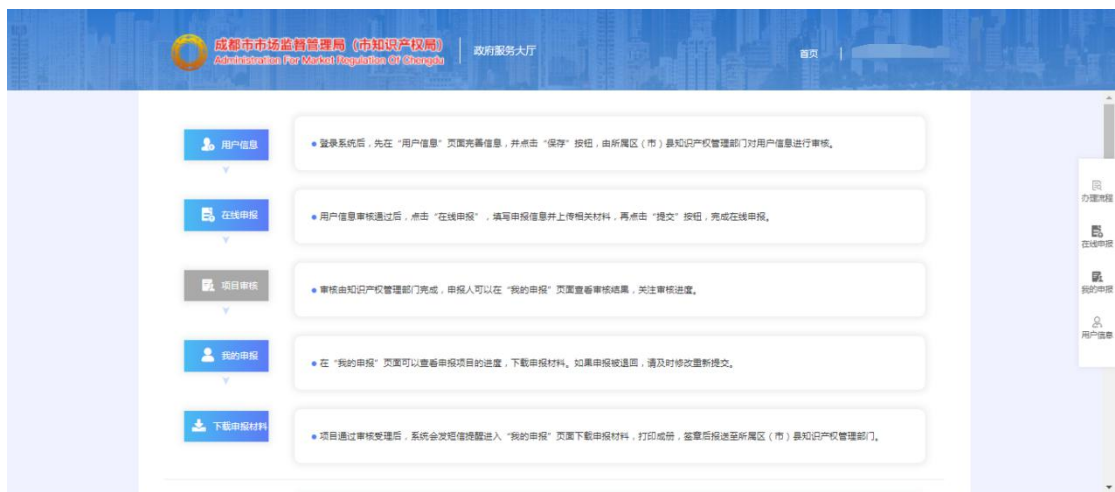 成都市市场监督管理局（市知识产权局）
Administration For Market Regulation Of Chengdu
政府服务大厅
首页
用户信息
登录系统后，先在“用户信息”页面完善信息，并点击“保存”按钮，由所属区（市）县知识产权管理部门对用户信息进行审核。
在线申报
用户信息审核通过后，点击“在线申报”，填写申报信息并上传相关材料，再点击“提交”按钮，完成在线申报。
项目审核
审核由知识产权管理部门完成，申报人可以在“我的申报”页面查看审核结果，关注审核进度。
我的申报
在“我的申报”页面可以查看申报项目的进度，下载申报材料。如果申报被退回，请及时修改重新提交。
下载申报材料
项目通过审核受理后，系统会发短信提醒进入“我的申报”页面下载申报材料，打印成册，签章后报送至所属区（市）县知识产权管理部门。
办理流程
在线申报
我的申报
用户信息